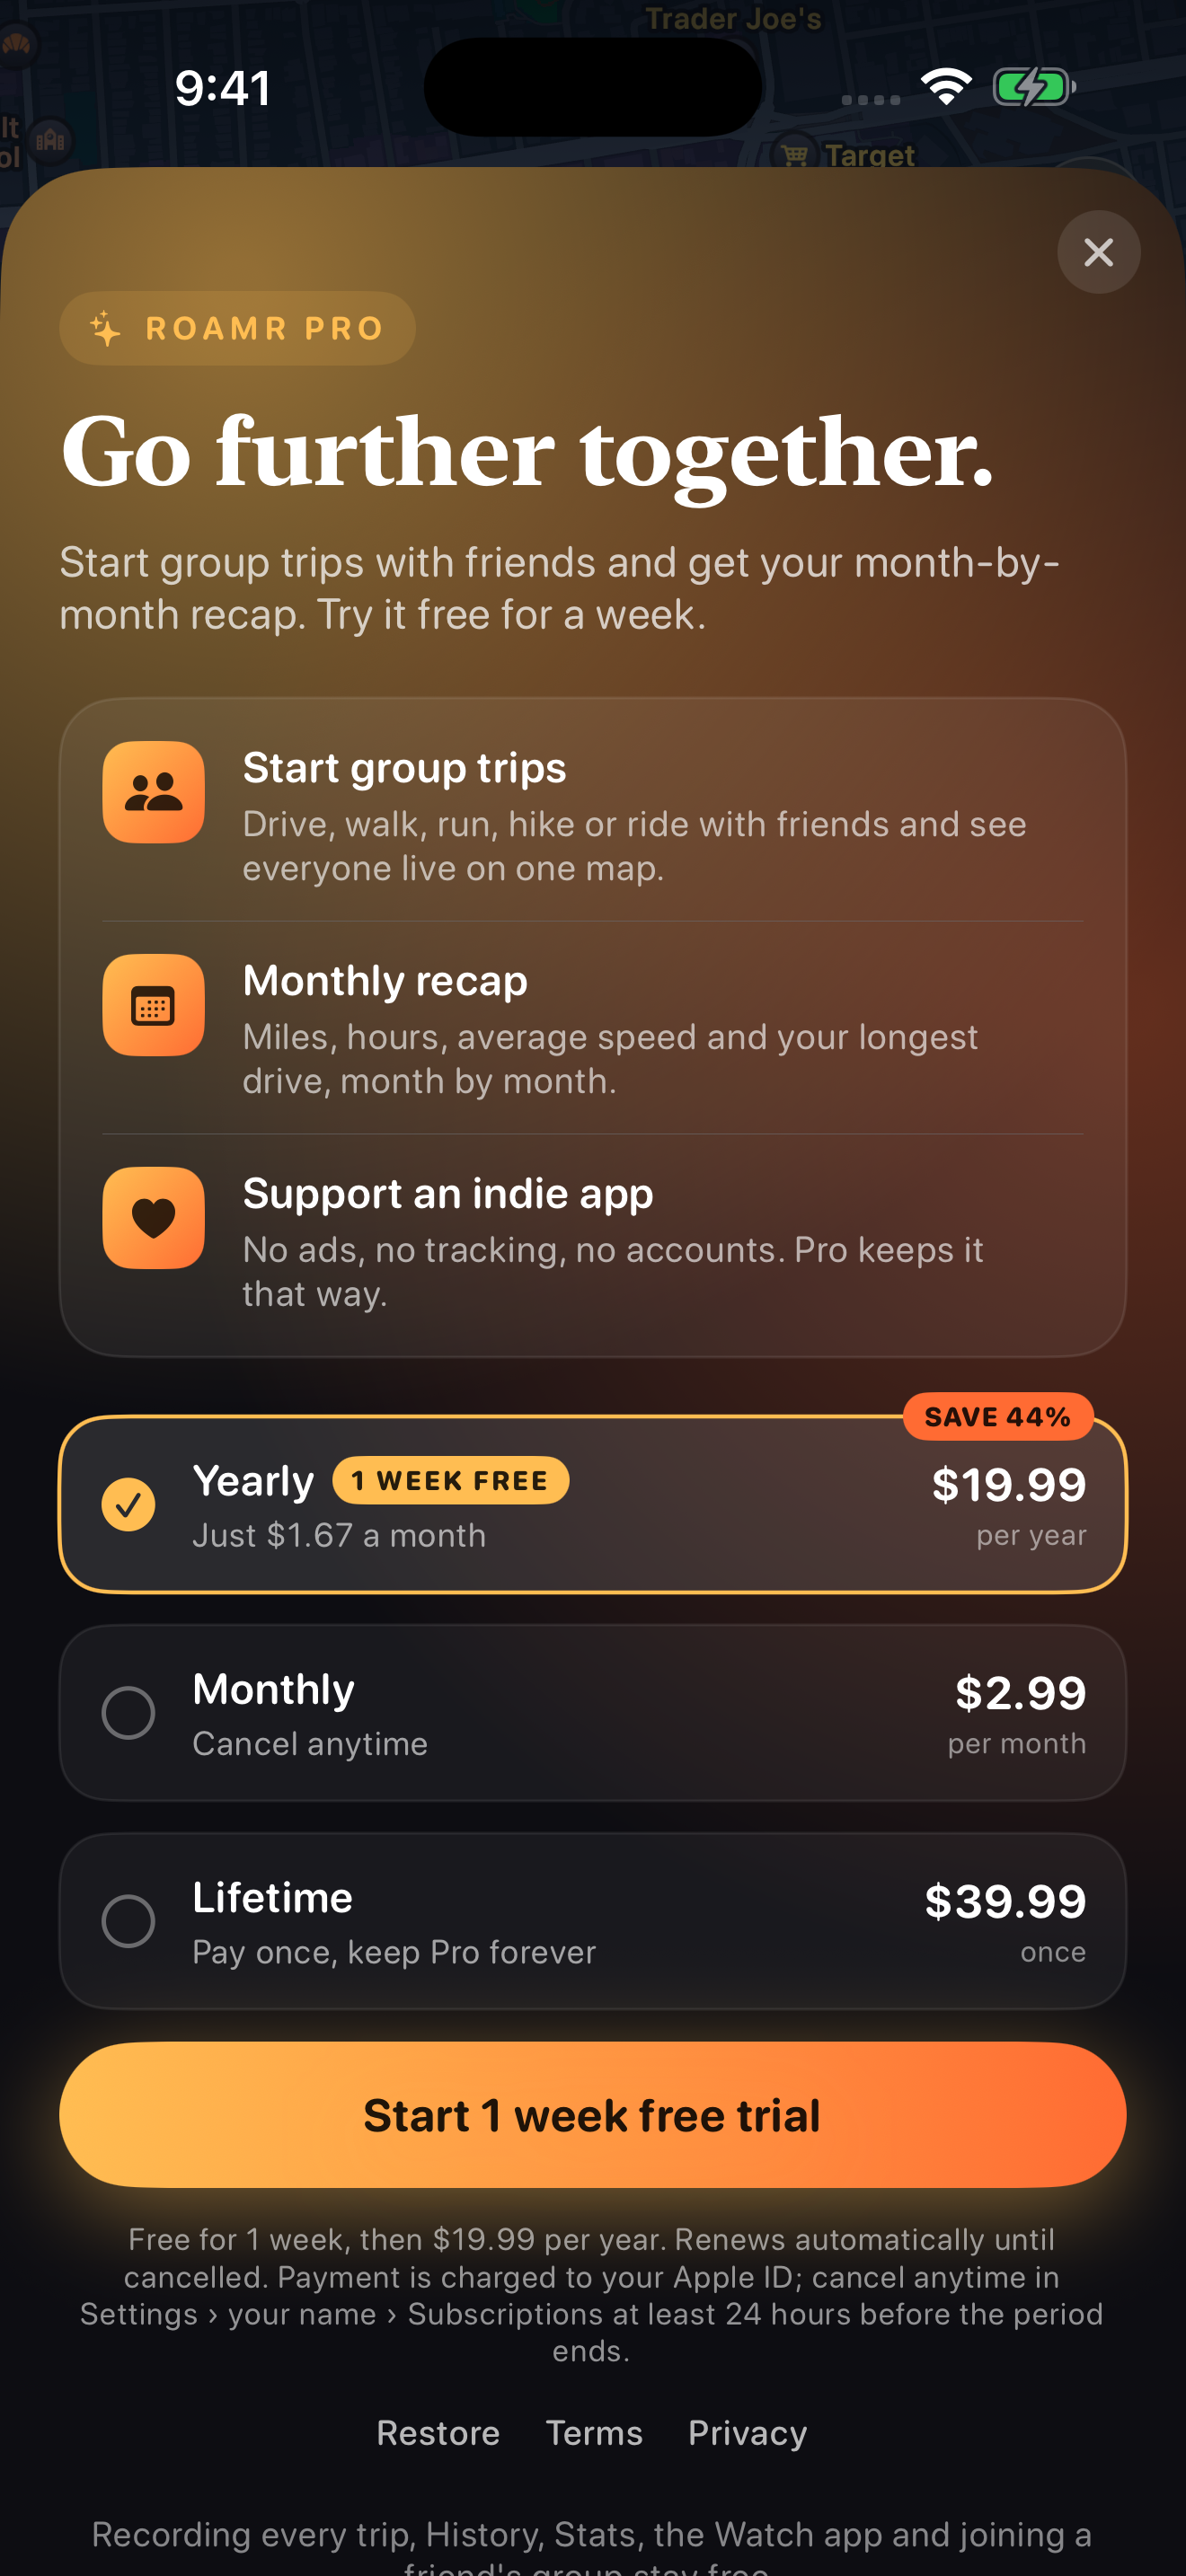 Trader Joe's
9:41
lt
ol
Target
ROAMR PRO
Go further together.
Start group trips with friends and get your month-by-
month recap. Try it free for a week.
Start group trips
Drive, walk, run, hike or ride with friends and see
everyone live on one map.
Monthly recap
Miles, hours, average speed and your longest
drive, month by month.
Support an indie app
No ads, no tracking, no accounts. Pro keeps it
that way.
SAVE 44%
Yearly 1 WEEK FREE $19.99
Just $1.67 a month per year
Monthly $2.99
Cancel anytime per month
Lifetime $39.99
Pay once, keep Pro forever once
Start 1 week free trial
Free for 1 week, then $19.99 per year. Renews automatically until
cancelled. Payment is charged to your Apple ID; cancel anytime in
Settings › your name › Subscriptions at least 24 hours before the period
ends.
Restore Terms Privacy
Recording every trip, History, Stats, the Watch app and joining a
friend's group stay free.